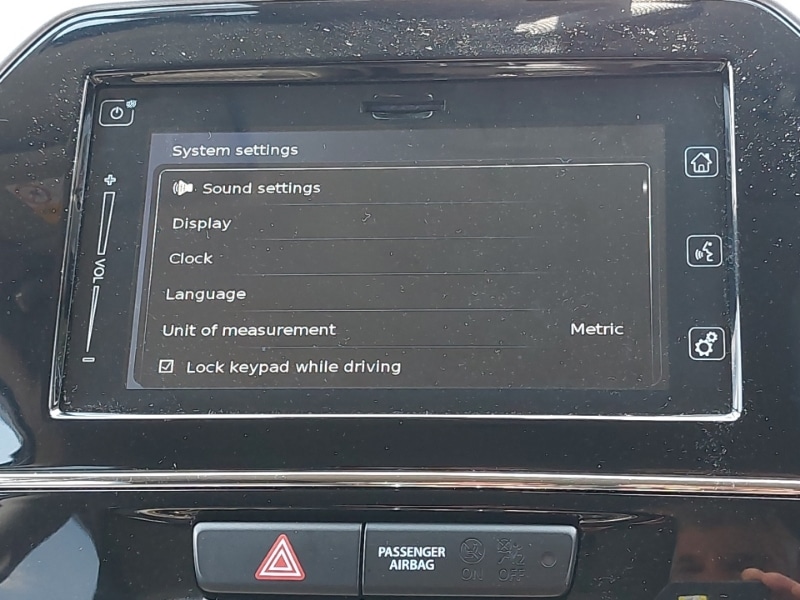 System settings
Sound settings
Display
Clock
Language
Unit of measurement Metric
Lock keypad while driving
VOL
PASSENGER
AIRBAG
ON OFF